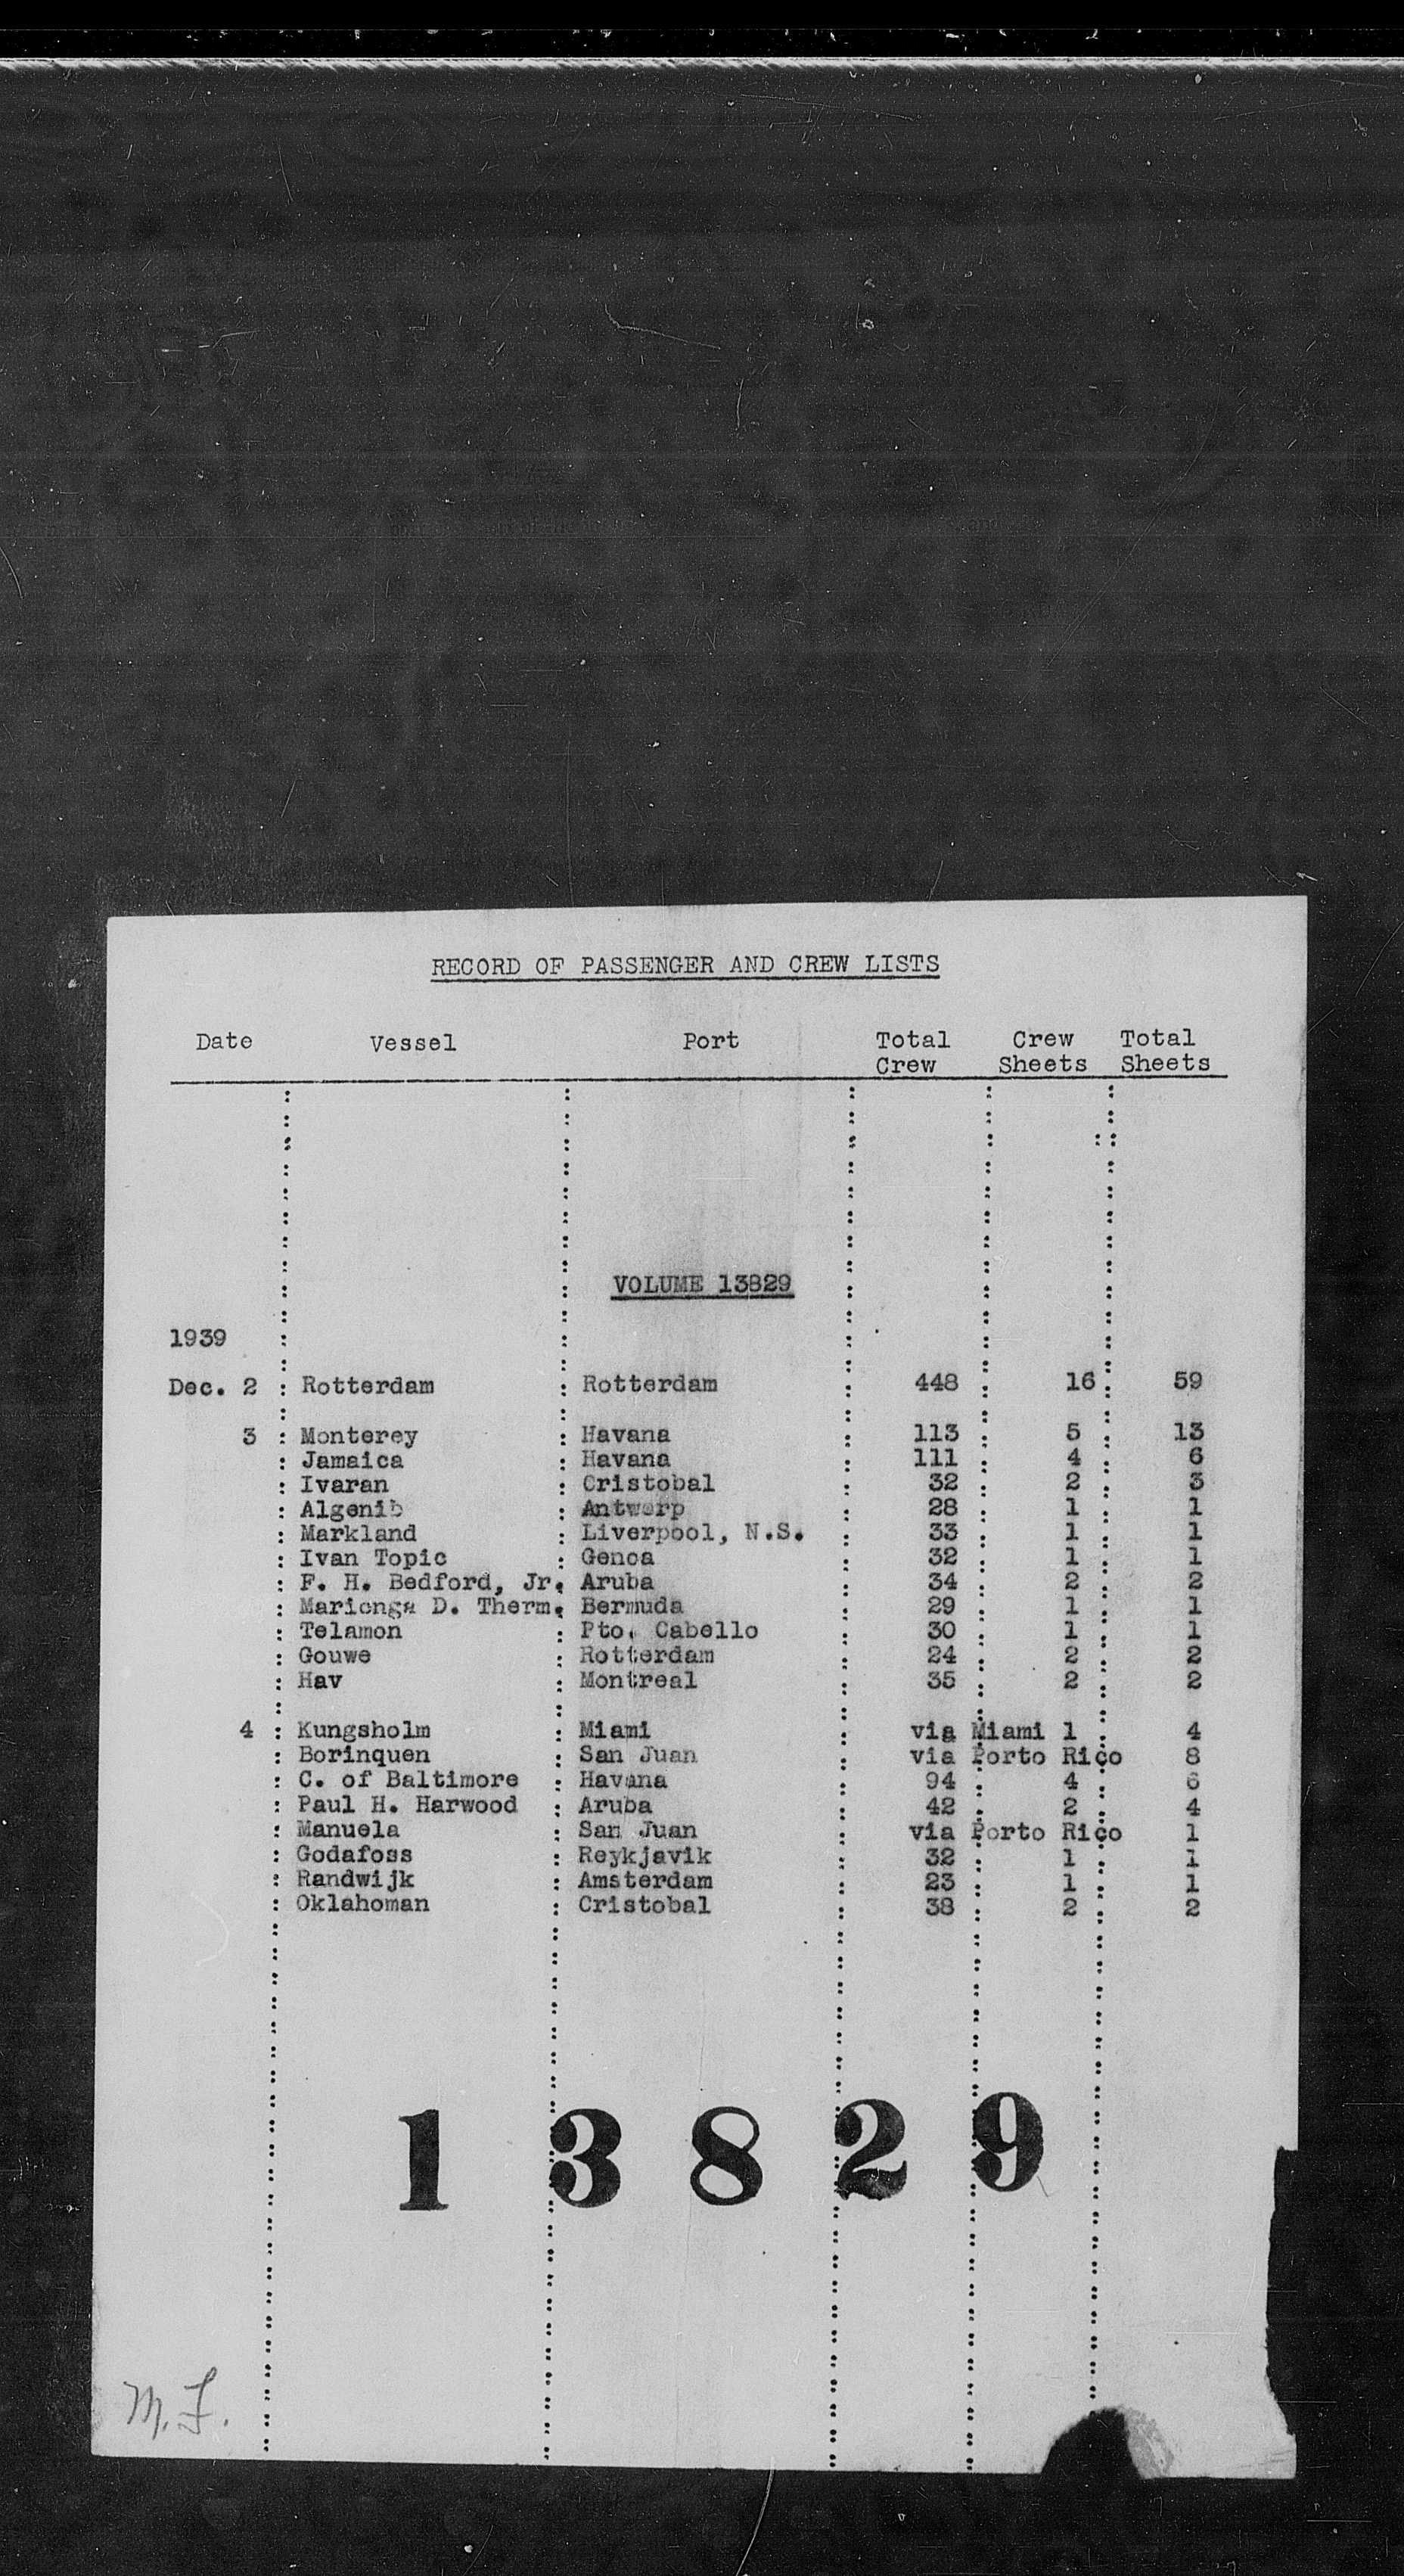 RECORD OF PASSENGER AND CREW LISTS
Date Vessel Port Total Crew Total
Crew Sheets Sheets
VOLUME 13829
1939
Dec. 2 : Rotterdam : Rotterdam : 448 : 16 : 59
3 : Monterey : Havana : 113 : 5 : 13
: Jamaica : Havana : 111 : 4 : 6
: Ivaran : Cristobal : 32 : 2 : 3
: Algenib : Antwerp : 28 : 1 : 1
: Markland : Liverpool, N.S. : 33 : 1 : 1
: Ivan Topic : Genoa : 32 : 1 : 1
: F. H. Bedford, Jr. : Aruba : 34 : 2 : 2
: Marionga D. Therm. : Bermuda : 29 : 1 : 1
: Telamon : Pto. Cabello : 30 : 1 : 1
: Gouwe : Rotterdam : 24 : 2 : 2
: Hav : Montreal : 35 : 2 : 2
4 : Kungsholm : Miami : via Miami 1 : 4
: Borinquen : San Juan : via Porto Rico 8
: C. of Baltimore : Havana : 94 : 4 : 6
: Paul H. Harwood : Aruba : 42 : 2 : 4
: Manuela : San Juan : via Porto Rico 1
: Godafoss : Reykjavik : 32 : 1 : 1
: Randwijk : Amsterdam : 23 : 1 : 1
: Oklahoman : Cristobal : 38 : 2 : 2
1 3 8 2 9
M. F.